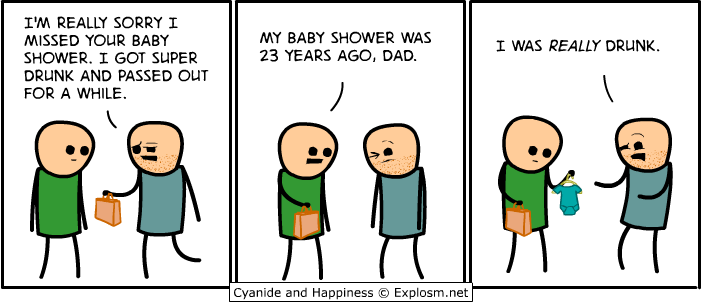 I'M REALLY SORRY I
MISSED YOUR BABY
SHOWER. I GOT SUPER
DRUNK AND PASSED OUT
FOR A WHILE.
MY BABY SHOWER WAS
23 YEARS AGO, DAD.
I WAS REALLY DRUNK.
Cyanide and Happiness © Explosm.net